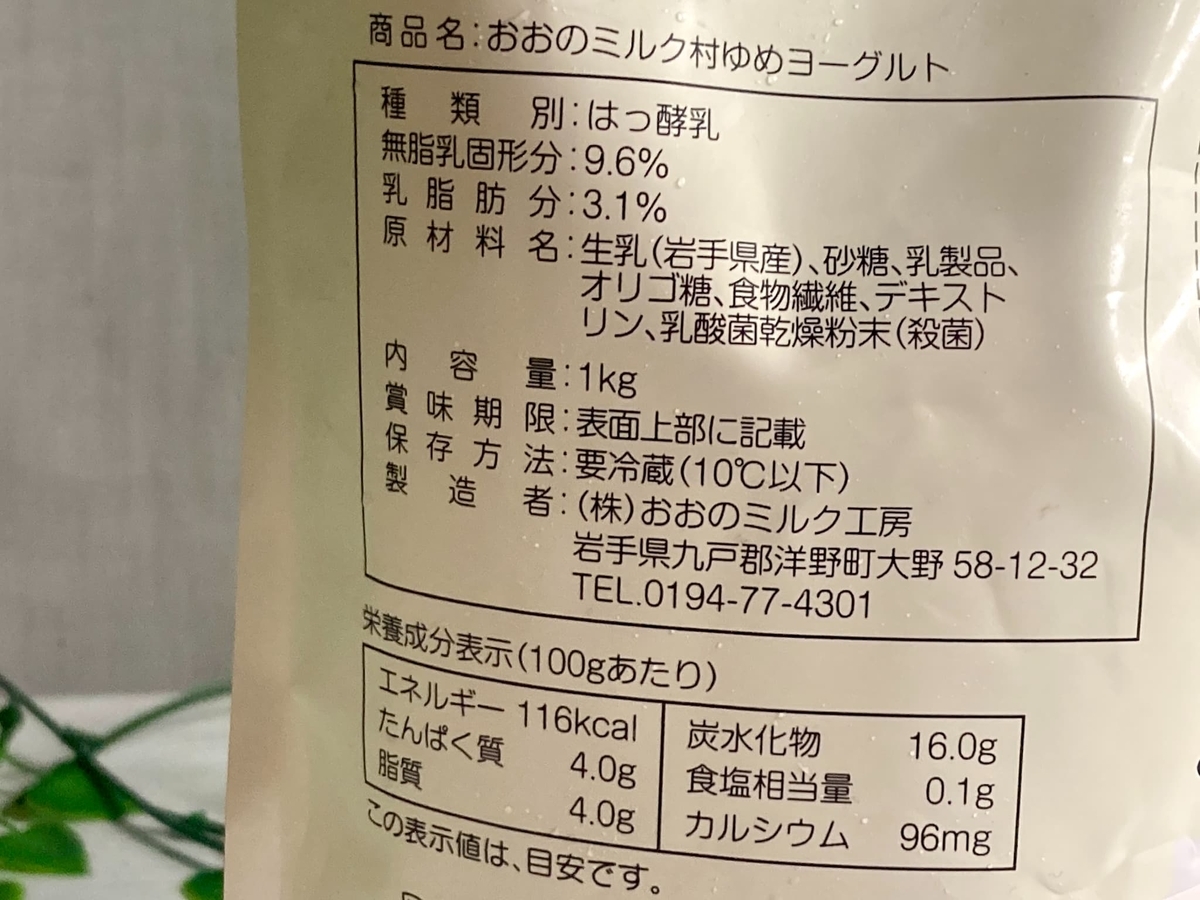 商品名:おおのミルク村ゆめヨーグルト
種類別:はっ酵乳
無脂乳固形分:9.6%
乳脂肪分:3.1%
原材料名:生乳(岩手県産)、砂糖、乳製品、
オリゴ糖、食物繊維、デキスト
リン、乳酸菌乾燥粉末(殺菌)
内容量:1kg
賞味期限:表面上部に記載
保存方法:要冷蔵(10℃以下)
製造者:(株)おおのミルク工房
岩手県九戸郡洋野町大野 58-12-32
TEL.0194-77-4301
栄養成分表示(100gあたり)
エネルギー 116kcal
たんぱく質 4.0g
脂質 4.0g
炭水化物 16.0g
食塩相当量 0.1g
カルシウム 96mg
この表示値は、目安です。